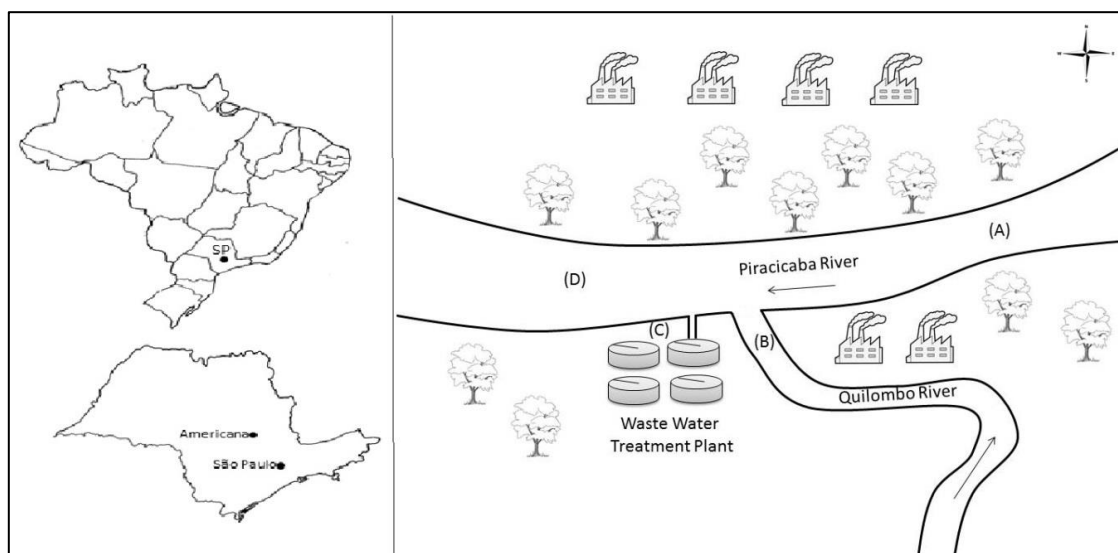 SP
Americana
São Paulo
N
W
E
S
(A)
Piracicaba River
(D)
(C)
(B)
Quilombo River
Waste Water
Treatment Plant